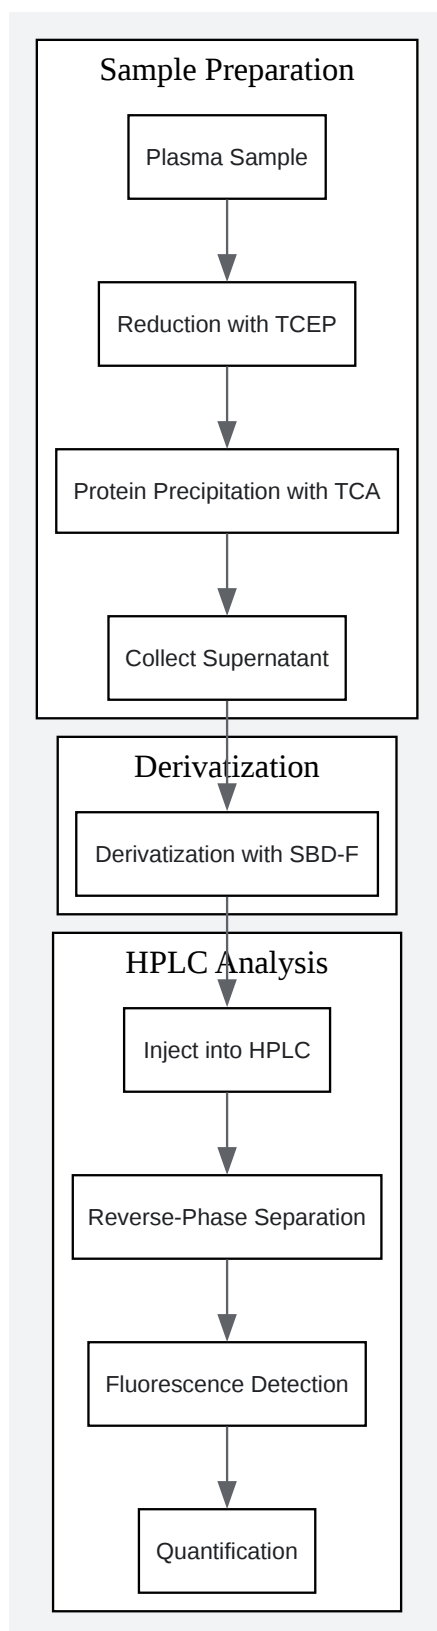 Sample Preparation
Plasma Sample
Reduction with TCEP
Protein Precipitation with TCA
Collect Supernatant
Derivatization
Derivatization with SBD-F
HPLC Analysis
Inject into HPLC
Reverse-Phase Separation
Fluorescence Detection
Quantification